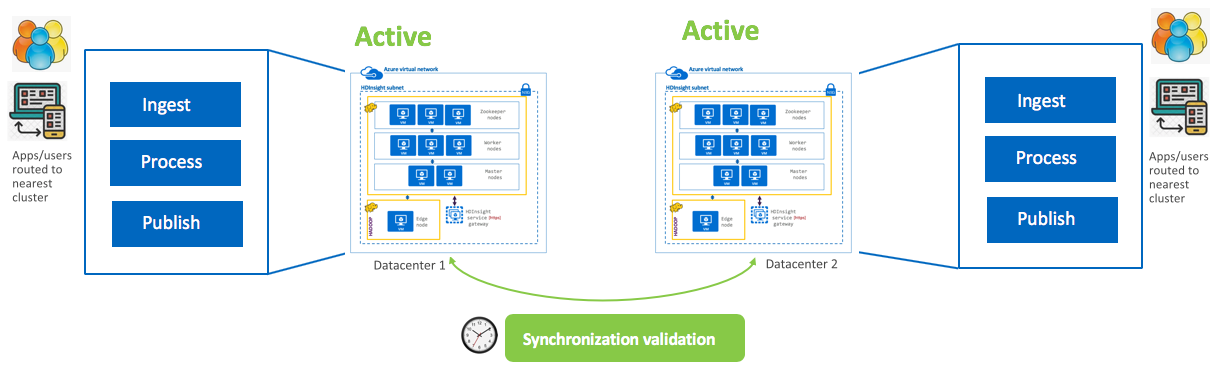 Active
Active
Ingest
Process
Publish
Apps/users
routed to
nearest
cluster
Azure virtual network
HDInsight subnet
VM
VM
VM
Zookeeper
nodes
VM
VM
VM
Worker
nodes
VM
VM
Master
nodes
HADOOP
VM
Edge
node
HDInsight
service [https]
gateway
Datacenter 1
Azure virtual network
HDInsight subnet
VM
VM
VM
Zookeeper
nodes
VM
VM
VM
Worker
nodes
VM
VM
Master
nodes
HADOOP
VM
Edge
node
HDInsight
service [https]
gateway
Datacenter 2
Ingest
Process
Publish
Apps/users
routed to
nearest
cluster
Synchronization validation